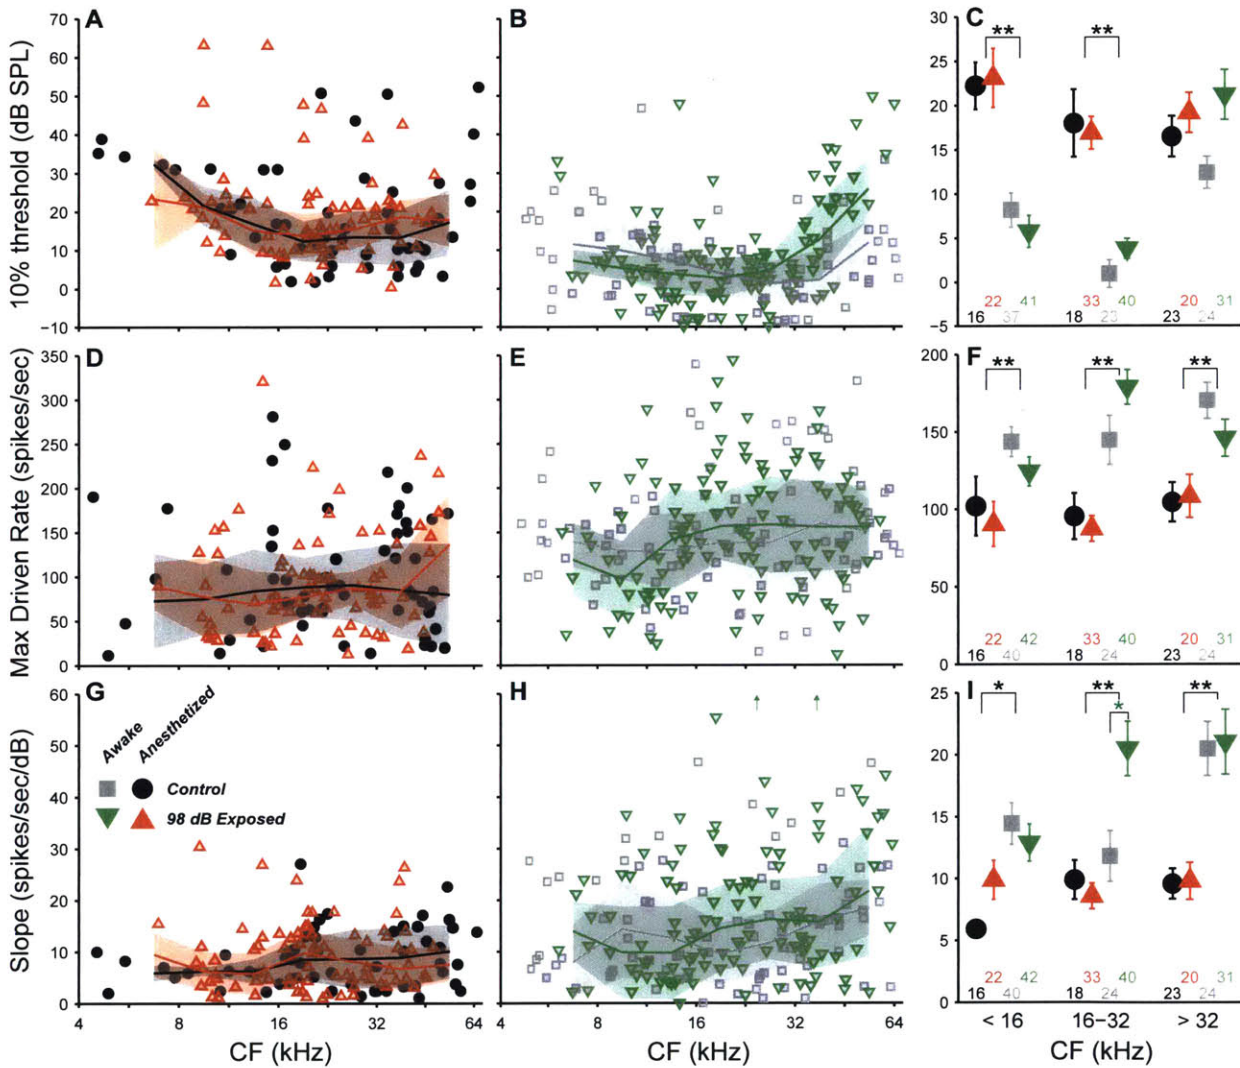 A
B
C
10% threshold (dB SPL)
70
60
50
40
30
20
10
0
−10
30
25
20
15
10
5
0
−5
** **
22 41 33 40 20 31
16 37 18 23 23 24
D
E
F
Max Driven Rate (spikes/sec)
350
300
250
200
150
100
50
0
200
150
100
50
0
** ** **
22 42 33 40 20 31
16 40 18 24 23 24
G
H
I
Slope (spikes/sec/dB)
60
50
40
30
20
10
0
Awake Anesthetized
Control
98 dB Exposed
25
20
15
10
5
0
* ** **
*
22 42 33 40 20 31
16 40 18 24 23 24
4 8 16 32 64
4 8 16 32 64
< 16 16−32 > 32
CF (kHz)
CF (kHz)
CF (kHz)